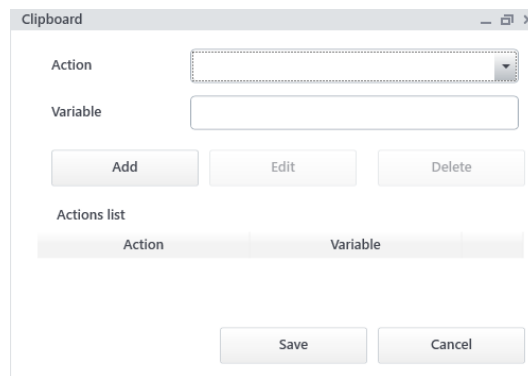 Clipboard
Action
Variable
Add Edit Delete
Actions list
Action Variable
Save Cancel